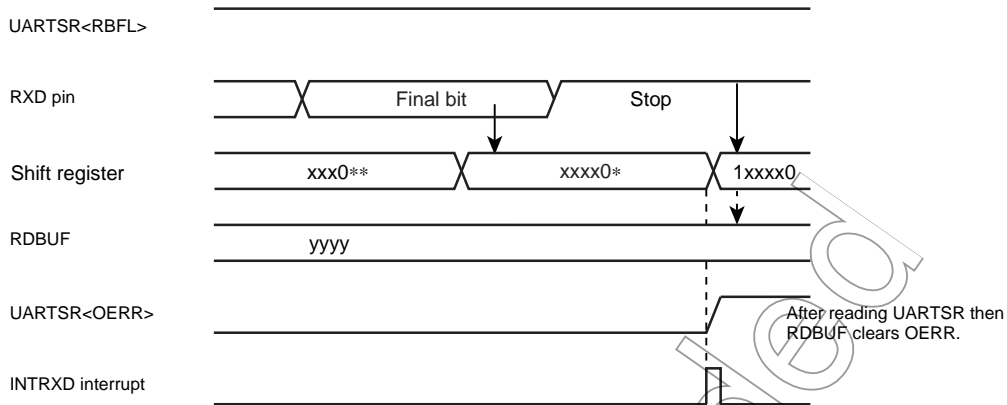 UARTSR<RBFL>
RXD pin
Final bit
Stop
Shift register
xxx0**
xxxx0*
1xxxx0
RDBUF
yyyy
UARTSR<OERR>
After reading UARTSR then
RDBUF clears OERR.
INTRXD interrupt